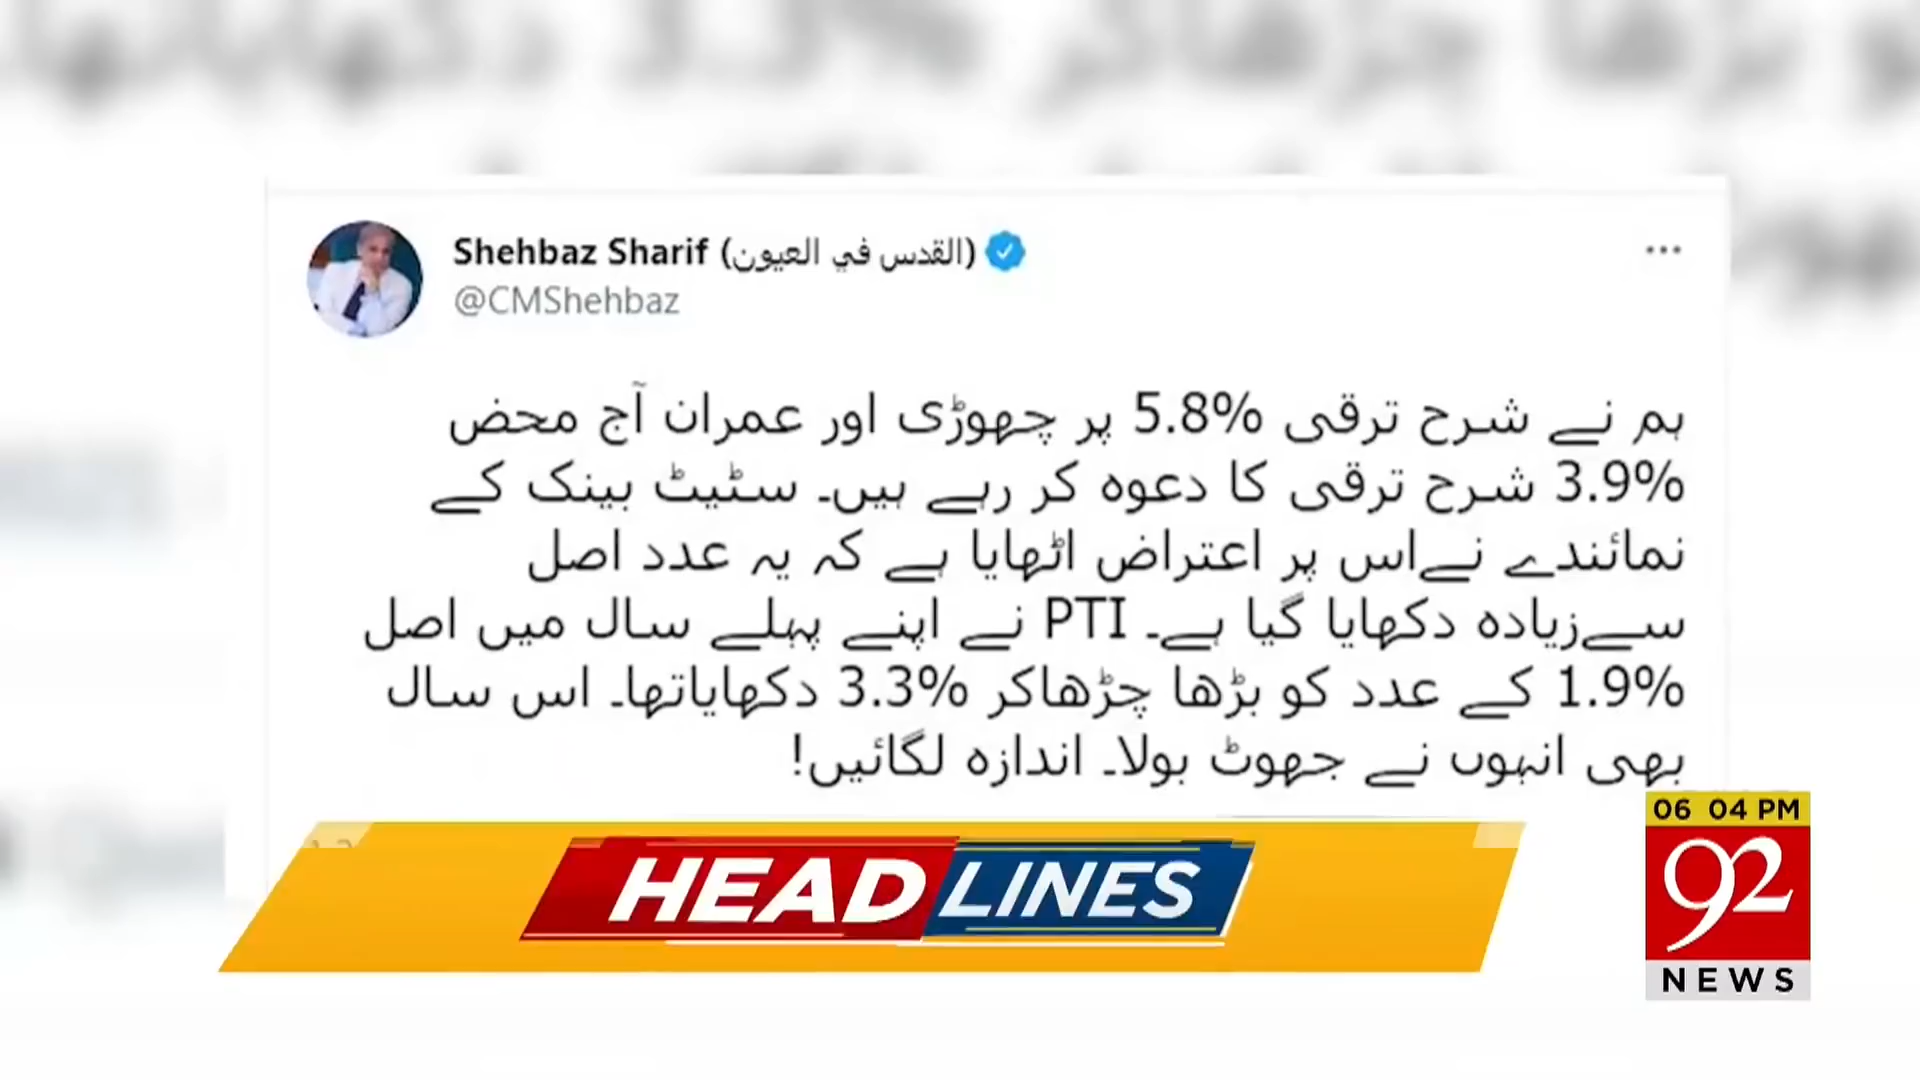 Shehbaz Sharif (القدس في العيون)
@CMShehbaz
ہم نے شرح ترقی 5.8% پر چھوڑی اور عمران آج محض
3.9% شرح ترقی کا دعوہ کر رہے ہیں۔ سٹیٹ بینک کے
نمائندے نےاس پر اعتراض اٹھایا ہے کہ یہ عدد اصل
سےزیادہ دکھایا گیا ہے۔ PTI نے اپنے پہلے سال میں اصل
1.9% کے عدد کو بڑھا چڑھاکر 3.3% دکھایاتھا۔ اس سال
بھی انہوں نے جھوٹ بولا۔ اندازہ لگائیں!
HEADLINES
06 04 PM
92
NEWS